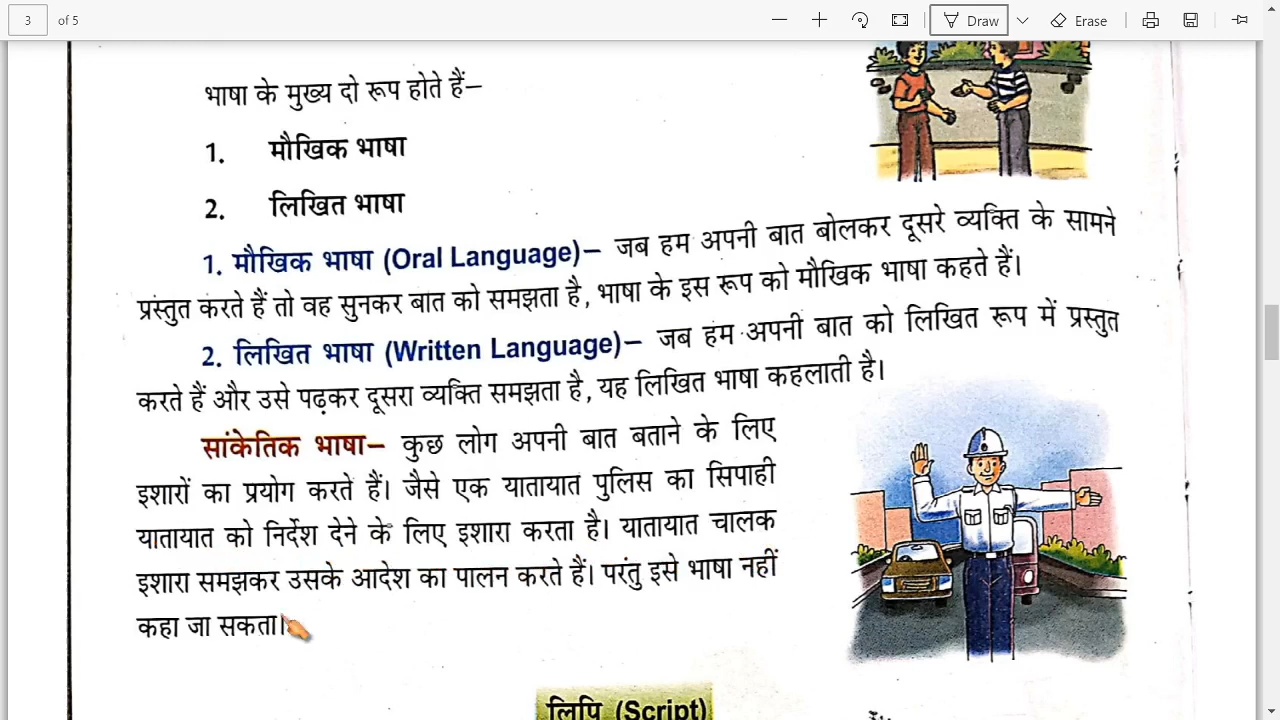 3 of 5 Draw Erase
भाषा के मुख्य दो रूप होते हैं–
1. मौखिक भाषा
2. लिखित भाषा
1. मौखिक भाषा (Oral Language)– जब हम अपनी बात बोलकर दूसरे व्यक्ति के सामने
प्रस्तुत करते हैं तो वह सुनकर बात को समझता है, भाषा के इस रूप को मौखिक भाषा कहते हैं।
2. लिखित भाषा (Written Language)– जब हम अपनी बात को लिखित रूप में प्रस्तुत
करते हैं और उसे पढ़कर दूसरा व्यक्ति समझता है, यह लिखित भाषा कहलाती है।
सांकेतिक भाषा– कुछ लोग अपनी बात बताने के लिए
इशारों का प्रयोग करते हैं। जैसे एक यातायात पुलिस का सिपाही
यातायात को निर्देश देने के लिए इशारा करता है। यातायात चालक
इशारा समझकर उसके आदेश का पालन करते हैं। परंतु इसे भाषा नहीं
कहा जा सकता।
लिपि (Script)